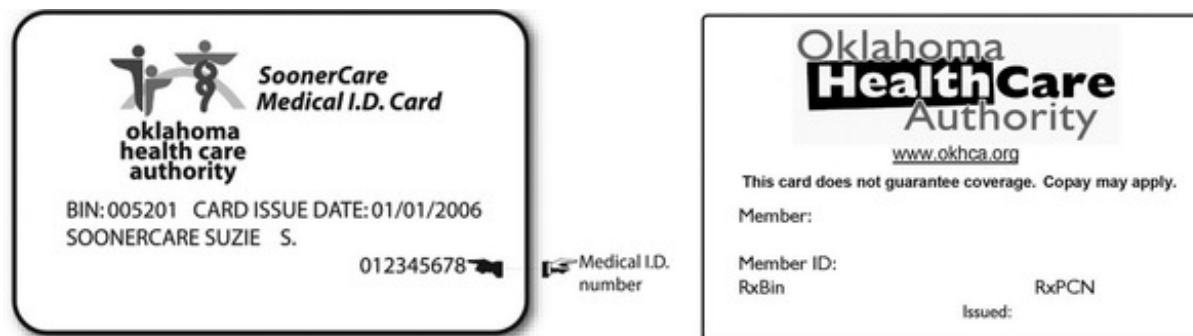 SoonerCare
Medical I.D. Card
oklahoma
health care
authority
BIN: 005201 CARD ISSUE DATE: 01/01/2006
SOONERCARE SUZIE S.
012345678
Medical I.D.
number
Oklahoma
HealthCare
Authority
www.okhca.org
This card does not guarantee coverage. Copay may apply.
Member:
Member ID:
RxBin RxPCN
Issued: